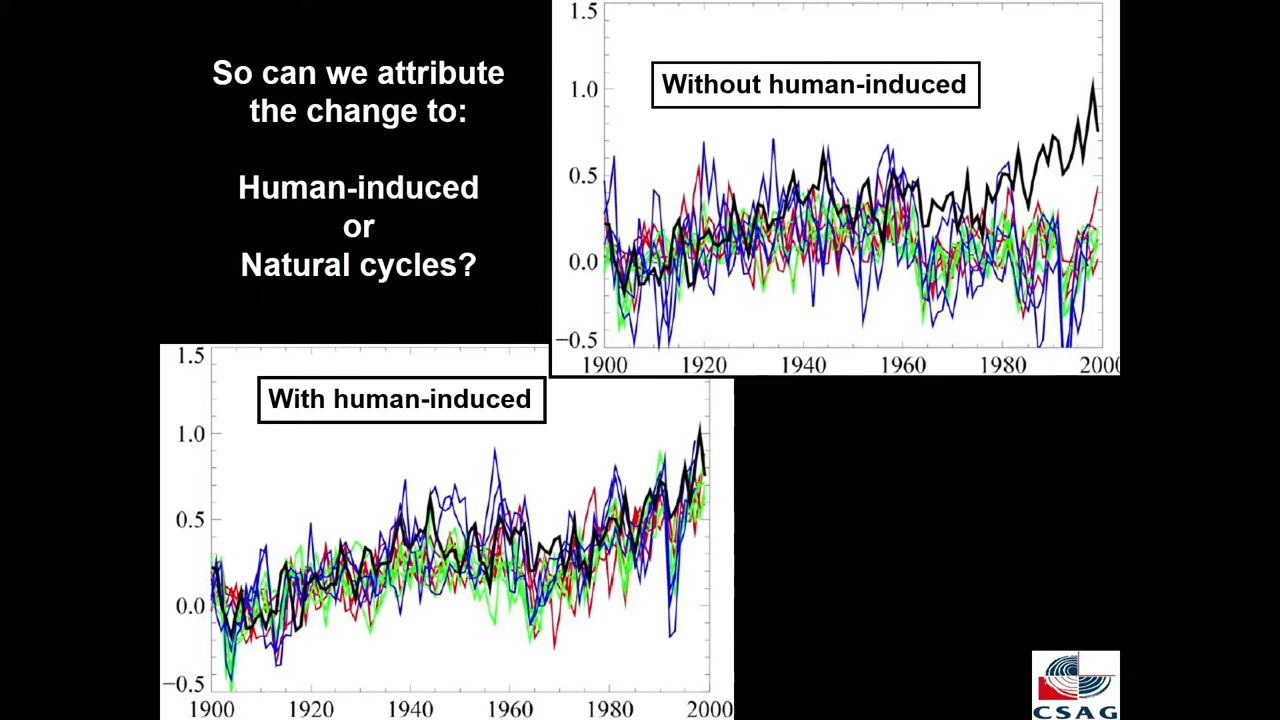 So can we attribute
the change to:
Human-induced
or
Natural cycles?
1.5
Without human-induced
1.0
0.5
0.0
−0.5
1900 1920 1940 1960 1980 2000
1.5
With human-induced
1.0
0.5
0.0
−0.5
1900 1920 1940 1960 1980 2000
CSAG